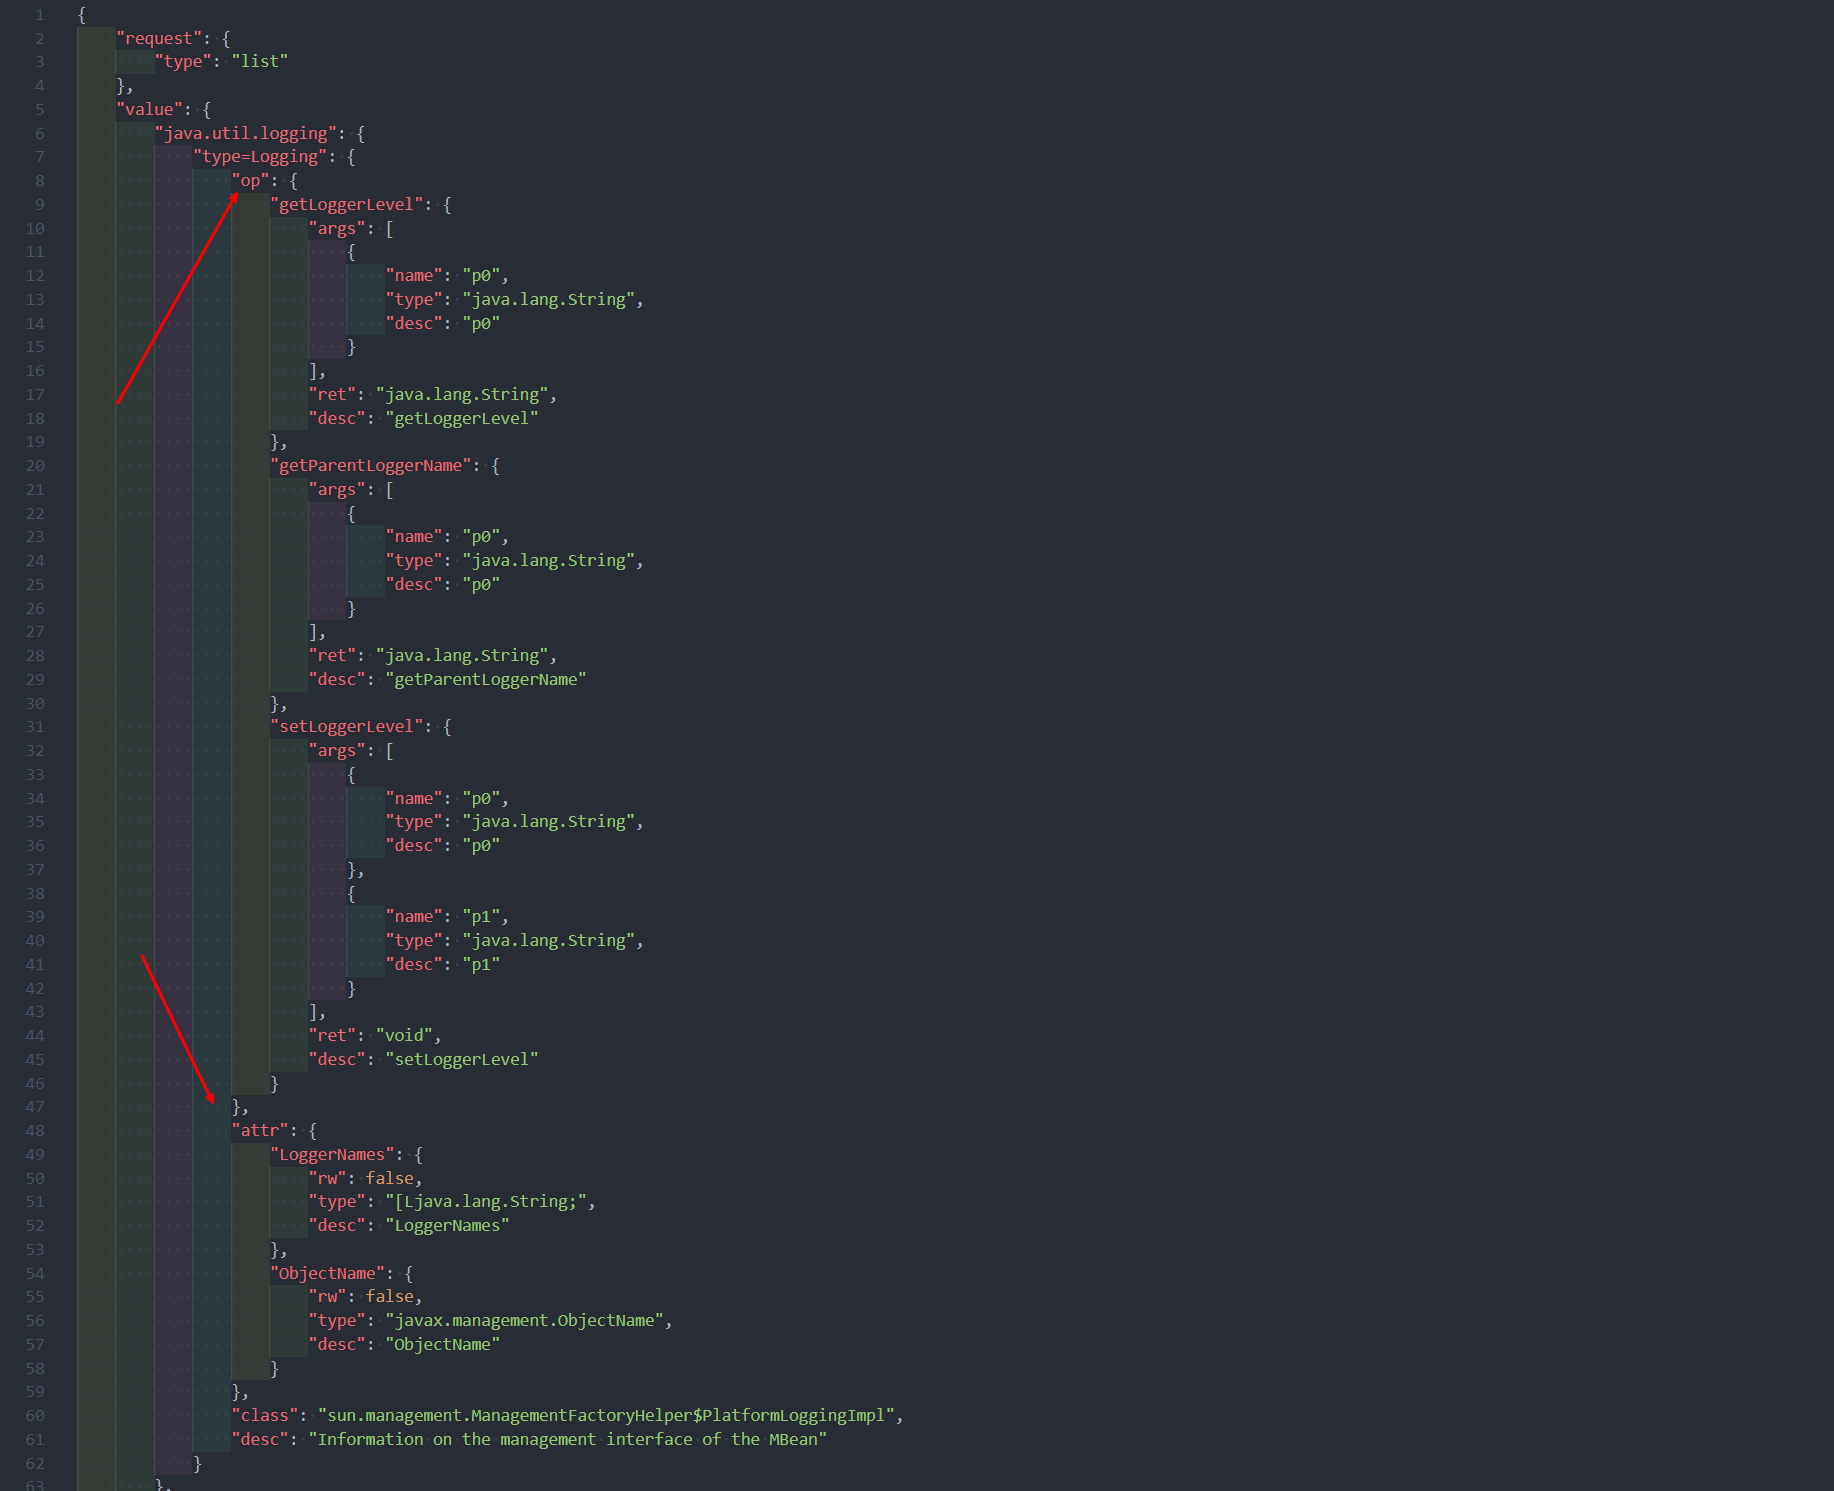 1 {
2 "request": {
3 "type": "list"
4 },
5 "value": {
6 "java.util.logging": {
7 "type=Logging": {
8 "op": {
9 "getLoggerLevel": {
10 "args": [
11 {
12 "name": "p0",
13 "type": "java.lang.String",
14 "desc": "p0"
15 }
16 ],
17 "ret": "java.lang.String",
18 "desc": "getLoggerLevel"
19 },
20 "getParentLoggerName": {
21 "args": [
22 {
23 "name": "p0",
24 "type": "java.lang.String",
25 "desc": "p0"
26 }
27 ],
28 "ret": "java.lang.String",
29 "desc": "getParentLoggerName"
30 },
31 "setLoggerLevel": {
32 "args": [
33 {
34 "name": "p0",
35 "type": "java.lang.String",
36 "desc": "p0"
37 },
38 {
39 "name": "p1",
40 "type": "java.lang.String",
41 "desc": "p1"
42 }
43 ],
44 "ret": "void",
45 "desc": "setLoggerLevel"
46 }
47 },
48 "attr": {
49 "LoggerNames": {
50 "rw": false,
51 "type": "[Ljava.lang.String;",
52 "desc": "LoggerNames"
53 },
54 "ObjectName": {
55 "rw": false,
56 "type": "javax.management.ObjectName",
57 "desc": "ObjectName"
58 }
59 },
60 "class": "sun.management.ManagementFactoryHelper$PlatformLoggingImpl",
61 "desc": "Information on the management interface of the MBean"
62 }
63 },